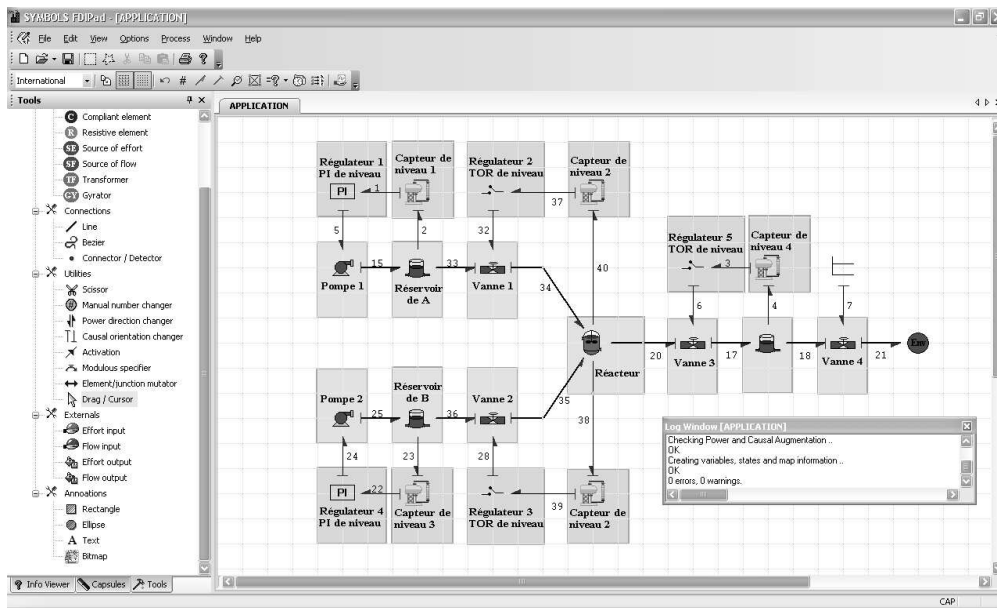 SYMBOLS FDIPad - [APPLICATION]
File Edit View Options Process Window Help
International
Tools
C Compliant element
R Resistive element
SE Source of effort
SF Source of flow
TF Transformer
GY Gyrator
Connections
Line
Bezier
Connector / Detector
Utilities
Scissor
Manual number changer
Power direction changer
Causal orientation changer
Activation
Modulous specifier
Element/junction mutator
Drag / Cursor
Externals
Effort input
Flow input
Effort output
Flow output
Annoations
Rectangle
Ellipse
A Text
Bitmap
Info Viewer Capsules Tools
APPLICATION
Régulateur 1
PI de niveau
PI
1
Capteur de
niveau 1
Régulateur 2
TOR de niveau
37
Capteur de
niveau 2
5
2
32
40
Pompe 1
15
Réservoir
de A
33
Vanne 1
34
Régulateur 5
TOR de niveau
3
Capteur de
niveau 4
6
4
7
Réacteur
20
Vanne 3
17
18
Vanne 4
21
Env
Pompe 2
25
Réservoir
de B
36
Vanne 2
35
38
24
23
28
PI
22
Régulateur 4
PI de niveau
Capteur de
niveau 3
Régulateur 3
TOR de niveau
39
Capteur de
niveau 2
Log Window [APPLICATION]
Checking Power and Causal Augmentation ..
OK
Creating variables, states and map information ..
OK
0 errors, 0 warnings.
CAP